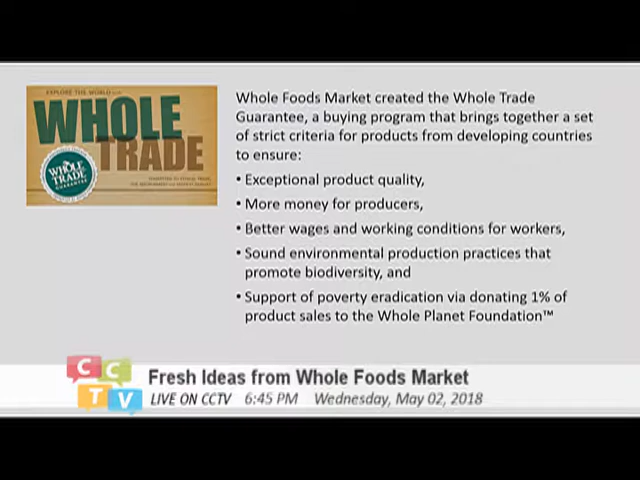 EXPLORE THE WORLD
WHOLE
TRADE
WHOLE
TRADE
GUARANTEE
Whole Foods Market created the Whole Trade
Guarantee, a buying program that brings together a set
of strict criteria for products from developing countries
to ensure:
• Exceptional product quality,
• More money for producers,
• Better wages and working conditions for workers,
• Sound environmental production practices that
promote biodiversity, and
• Support of poverty eradication via donating 1% of
product sales to the Whole Planet Foundation™
CC
TV
Fresh Ideas from Whole Foods Market
LIVE ON CCTV 6:45 PM Wednesday, May 02, 2018